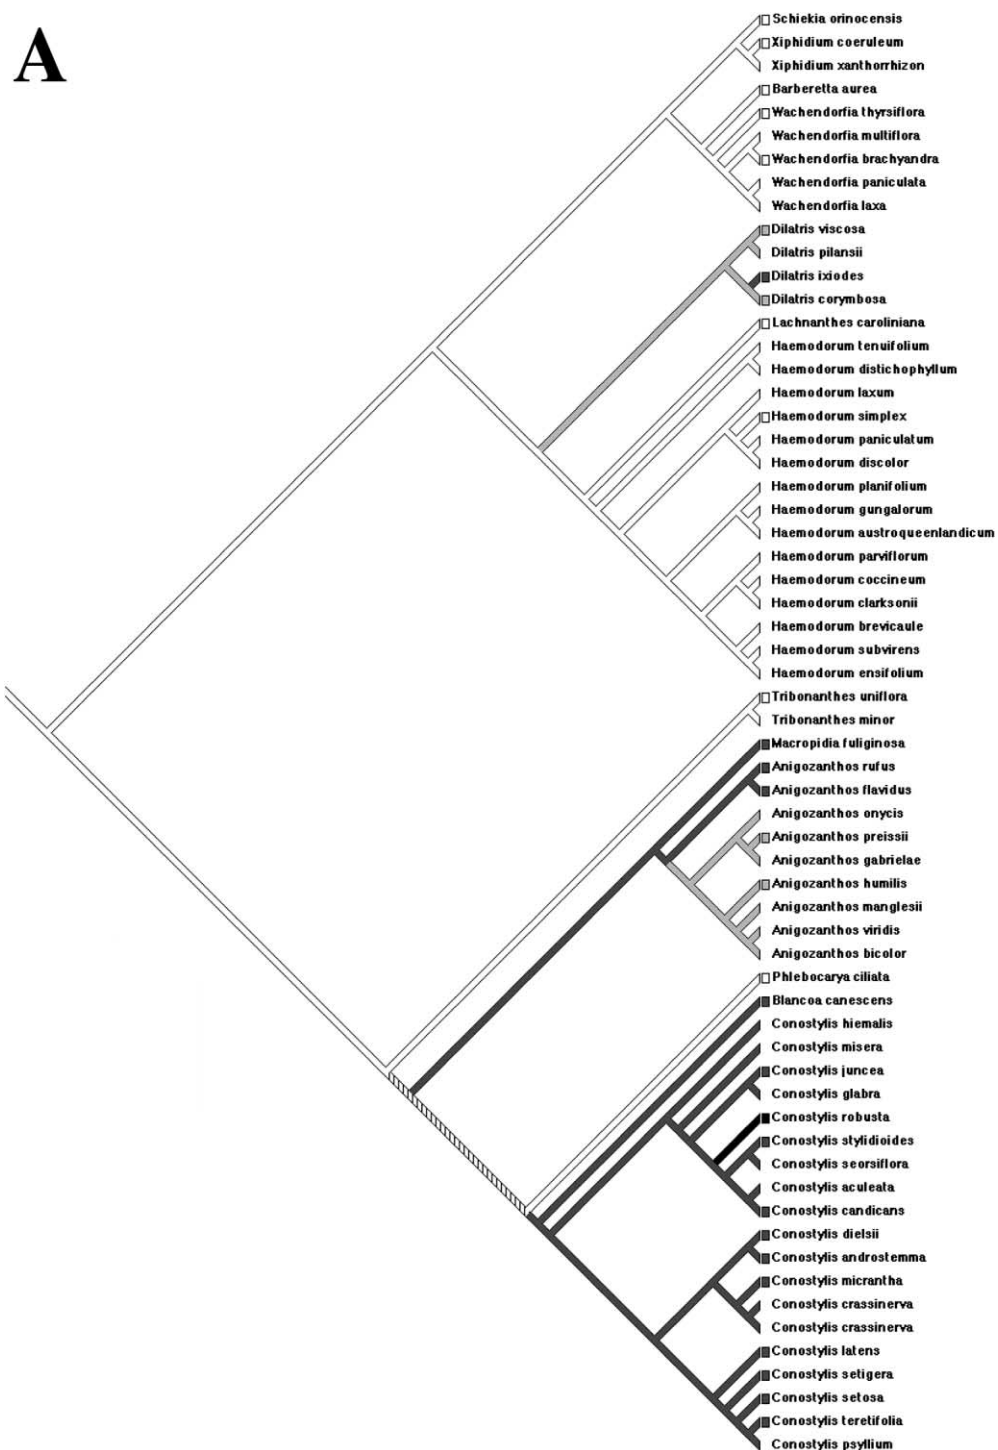 A
Schiekia orinocensis
Xiphidium coeruleum
Xiphidium xanthorrhizon
Barberetta aurea
Wachendorfia thyrsiflora
Wachendorfia multiflora
Wachendorfia brachyandra
Wachendorfia paniculata
Wachendorfia laxa
Dilatris viscosa
Dilatris pilansii
Dilatris ixiodes
Dilatris corymbosa
Lachnanthes caroliniana
Haemodorum tenuifolium
Haemodorum distichophyllum
Haemodorum laxum
Haemodorum simplex
Haemodorum paniculatum
Haemodorum discolor
Haemodorum planifolium
Haemodorum gungalorum
Haemodorum austroqueenlandicum
Haemodorum parviflorum
Haemodorum coccineum
Haemodorum clarksonii
Haemodorum brevicaule
Haemodorum subvirens
Haemodorum ensifolium
Tribonanthes uniflora
Tribonanthes minor
Macropidia fuliginosa
Anigozanthos rufus
Anigozanthos flavidus
Anigozanthos onycis
Anigozanthos preissii
Anigozanthos gabrielae
Anigozanthos humilis
Anigozanthos manglesii
Anigozanthos viridis
Anigozanthos bicolor
Phlebocarya ciliata
Blancoa canescens
Conostylis hiemalis
Conostylis misera
Conostylis juncea
Conostylis glabra
Conostylis robusta
Conostylis stylidioides
Conostylis seorsiflora
Conostylis aculeata
Conostylis candicans
Conostylis dielsii
Conostylis androstemma
Conostylis micrantha
Conostylis crassinerva
Conostylis crassinerva
Conostylis latens
Conostylis setigera
Conostylis setosa
Conostylis teretifolia
Conostylis psyllium